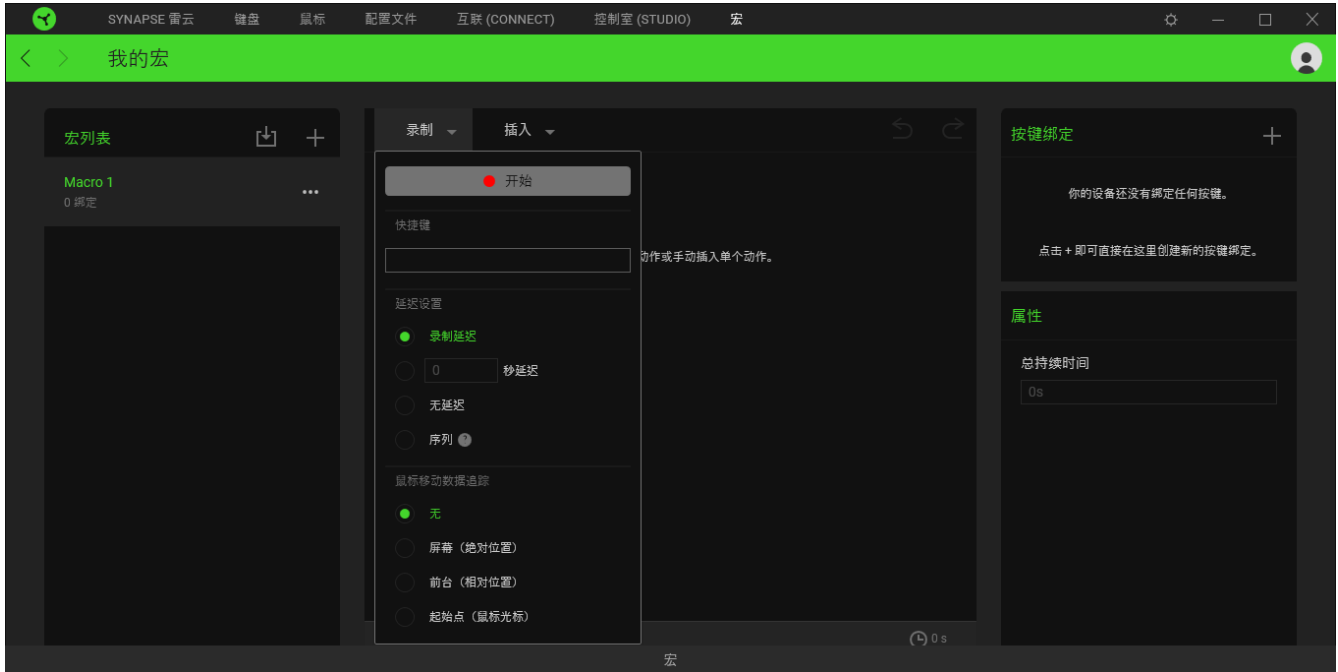 SYNAPSE 雷云 键盘 鼠标 配置文件 互联 (CONNECT) 控制室 (STUDIO) 宏
我的宏
宏列表
Macro 1
0 绑定
录制 插入
开始
快捷键
动作或手动插入单个动作。
延迟设置
录制延迟
0 秒延迟
无延迟
序列 ?
鼠标移动数据追踪
无
屏幕（绝对位置）
前台（相对位置）
起始点（鼠标光标）
0 s
按键绑定
你的设备还没有绑定任何按键。
点击 + 即可直接在这里创建新的按键绑定。
属性
总持续时间
0s
宏